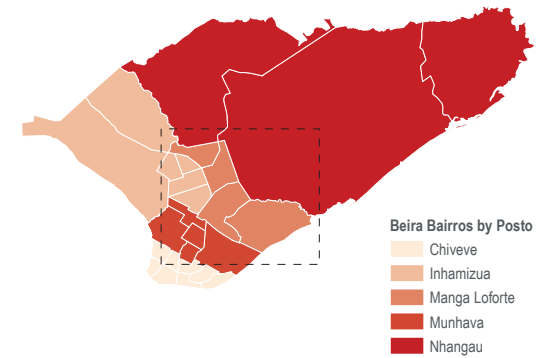 Beira Bairros by Posto
Chiveve
Inhamizua
Manga Loforte
Munhava
Nhangau